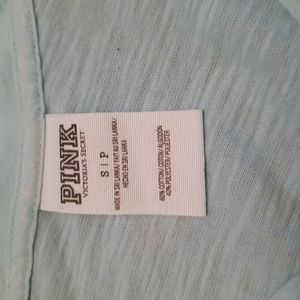 PINK
VICTORIA'S SECRET
S | P
MADE IN SRI LANKA/FAIT AU SRI LANKA/
HECHO EN SRI LANKA
60% COTTON/COTON/ALGODÓN
40% POLYESTER/POLIÉSTER